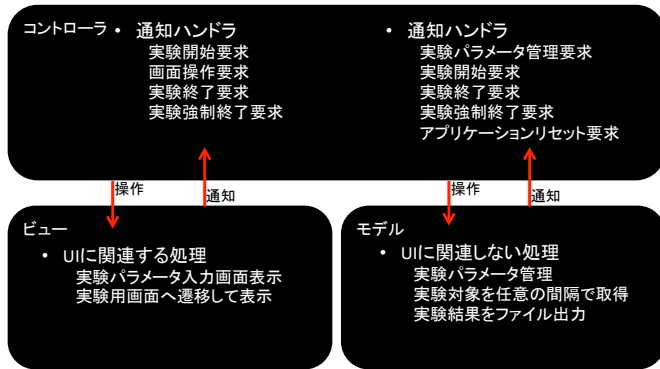 コントローラ
• 通知ハンドラ
実験開始要求
画面操作要求
実験終了要求
実験強制終了要求
• 通知ハンドラ
実験パラメータ管理要求
実験開始要求
実験終了要求
実験強制終了要求
アプリケーションリセット要求
操作
通知
操作
通知
ビュー
• UIに関連する処理
実験パラメータ入力画面表示
実験用画面へ遷移して表示
モデル
• UIに関連しない処理
実験パラメータ管理
実験対象を任意の間隔で取得
実験結果をファイル出力